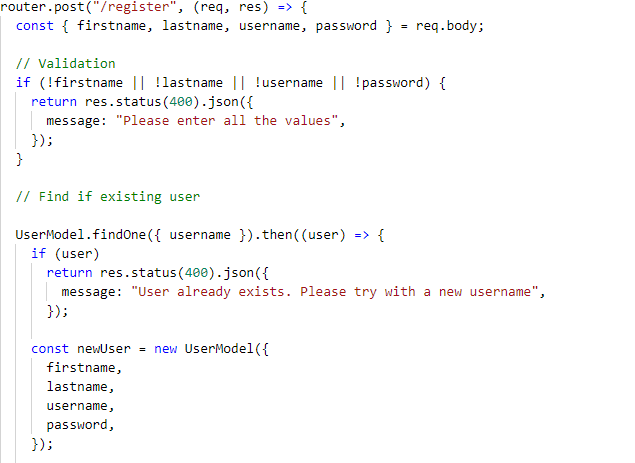 router.post("/register", (req, res) => {
  const { firstname, lastname, username, password } = req.body;

  // Validation
  if (!firstname || !lastname || !username || !password) {
    return res.status(400).json({
      message: "Please enter all the values",
    });
  }

  // Find if existing user

  UserModel.findOne({ username }).then((user) => {
    if (user)
      return res.status(400).json({
        message: "User already exists. Please try with a new username",
      });

    const newUser = new UserModel({
      firstname,
      lastname,
      username,
      password,
    });